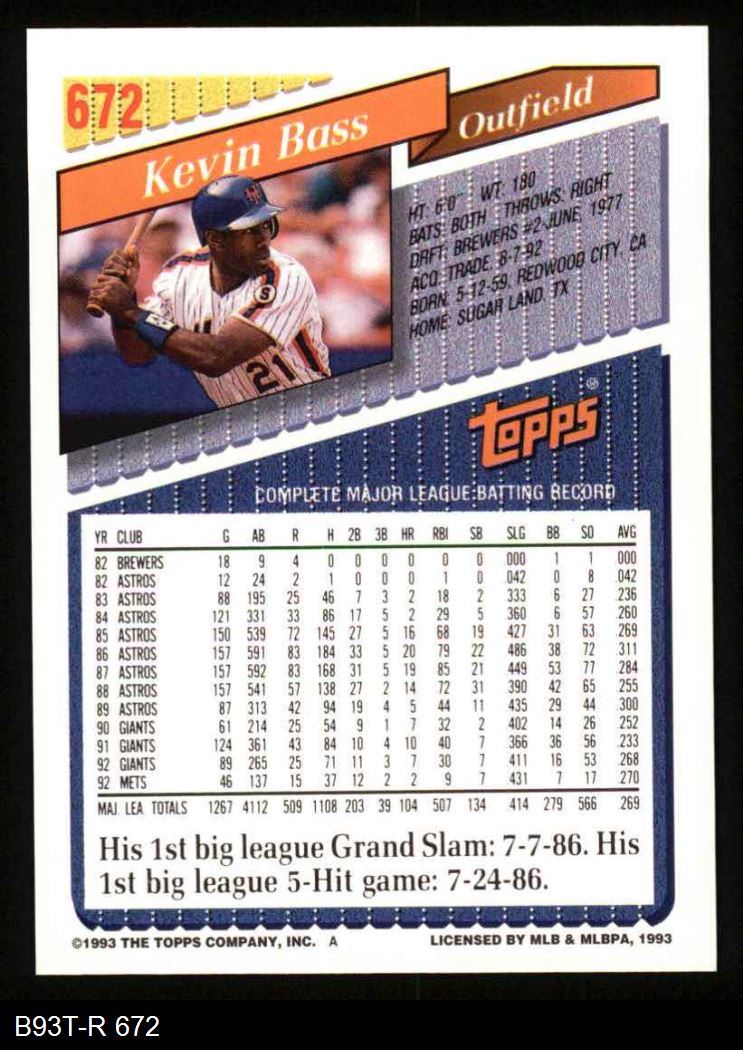 672
Kevin Bass
Outfield
HT: 6'0" WT: 180
BATS: BOTH THROWS: RIGHT
DRFT: BREWERS #2-JUNE, 1977
ACQ: TRADE, 8-7-92
BORN: 5-12-59, REDWOOD CITY, CA
HOME: SUGAR LAND, TX
S
21
TOPPS®
COMPLETE MAJOR LEAGUE BATTING RECORD
YR CLUB G AB R H 2B 3B HR RBI SB SLG BB SO AVG
82 BREWERS 18 9 4 0 0 0 0 0 0 .000 1 1 .000
82 ASTROS 12 24 2 1 0 0 0 1 0 .042 0 8 .042
83 ASTROS 88 195 25 46 7 3 2 18 2 .333 6 27 .236
84 ASTROS 121 331 33 86 17 5 2 29 5 .360 6 57 .260
85 ASTROS 150 539 72 145 27 5 16 68 19 .427 31 63 .269
86 ASTROS 157 591 83 184 33 5 20 79 22 .486 38 72 .311
87 ASTROS 157 592 83 168 31 5 19 85 21 .449 53 77 .284
88 ASTROS 157 541 57 138 27 2 14 72 31 .390 42 65 .255
89 ASTROS 87 313 42 94 19 4 5 44 11 .435 29 44 .300
90 GIANTS 61 214 25 54 9 1 7 32 2 .402 14 26 .252
91 GIANTS 124 361 43 84 10 4 10 40 7 .366 36 56 .233
92 GIANTS 89 265 25 71 11 3 7 30 7 .411 16 53 .268
92 METS 46 137 15 37 12 2 2 9 7 .431 7 17 .270
MAJ. LEA. TOTALS 1267 4112 509 1108 203 39 104 507 134 .414 279 566 .269
His 1st big league Grand Slam: 7-7-86. His
1st big league 5-Hit game: 7-24-86.
©1993 THE TOPPS COMPANY, INC. A LICENSED BY MLB & MLBPA, 1993
B93T-R 672